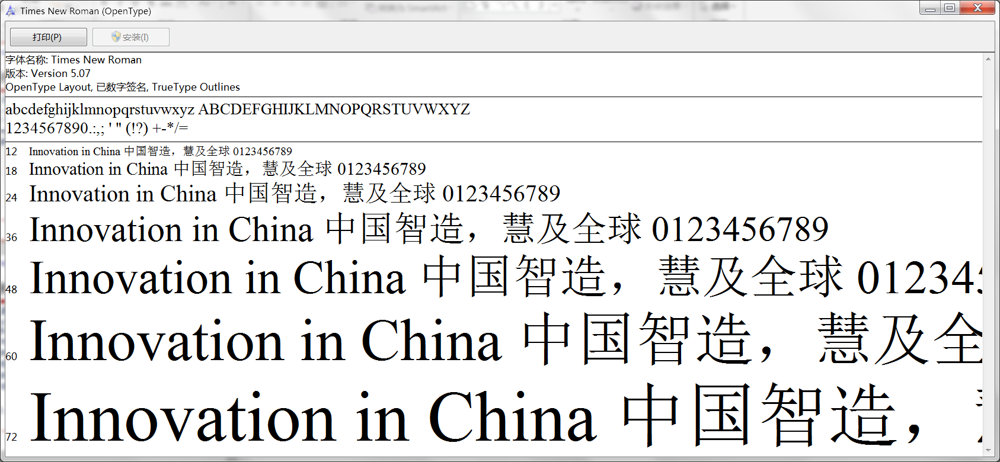 Times New Roman (OpenType)
打印(P) 安装(I)
字体名称: Times New Roman
版本: Version 5.07
OpenType Layout, 已数字签名, TrueType Outlines
abcdefghijklmnopqrstuvwxyz ABCDEFGHIJKLMNOPQRSTUVWXYZ
1234567890.:,; ' " (!?) +-*/=
12 Innovation in China 中国智造，慧及全球 0123456789
18 Innovation in China 中国智造，慧及全球 0123456789
24 Innovation in China 中国智造，慧及全球 0123456789
36 Innovation in China 中国智造，慧及全球 0123456789
48 Innovation in China 中国智造，慧及全球 01234
60 Innovation in China 中国智造，慧及全
72 Innovation in China 中国智造，